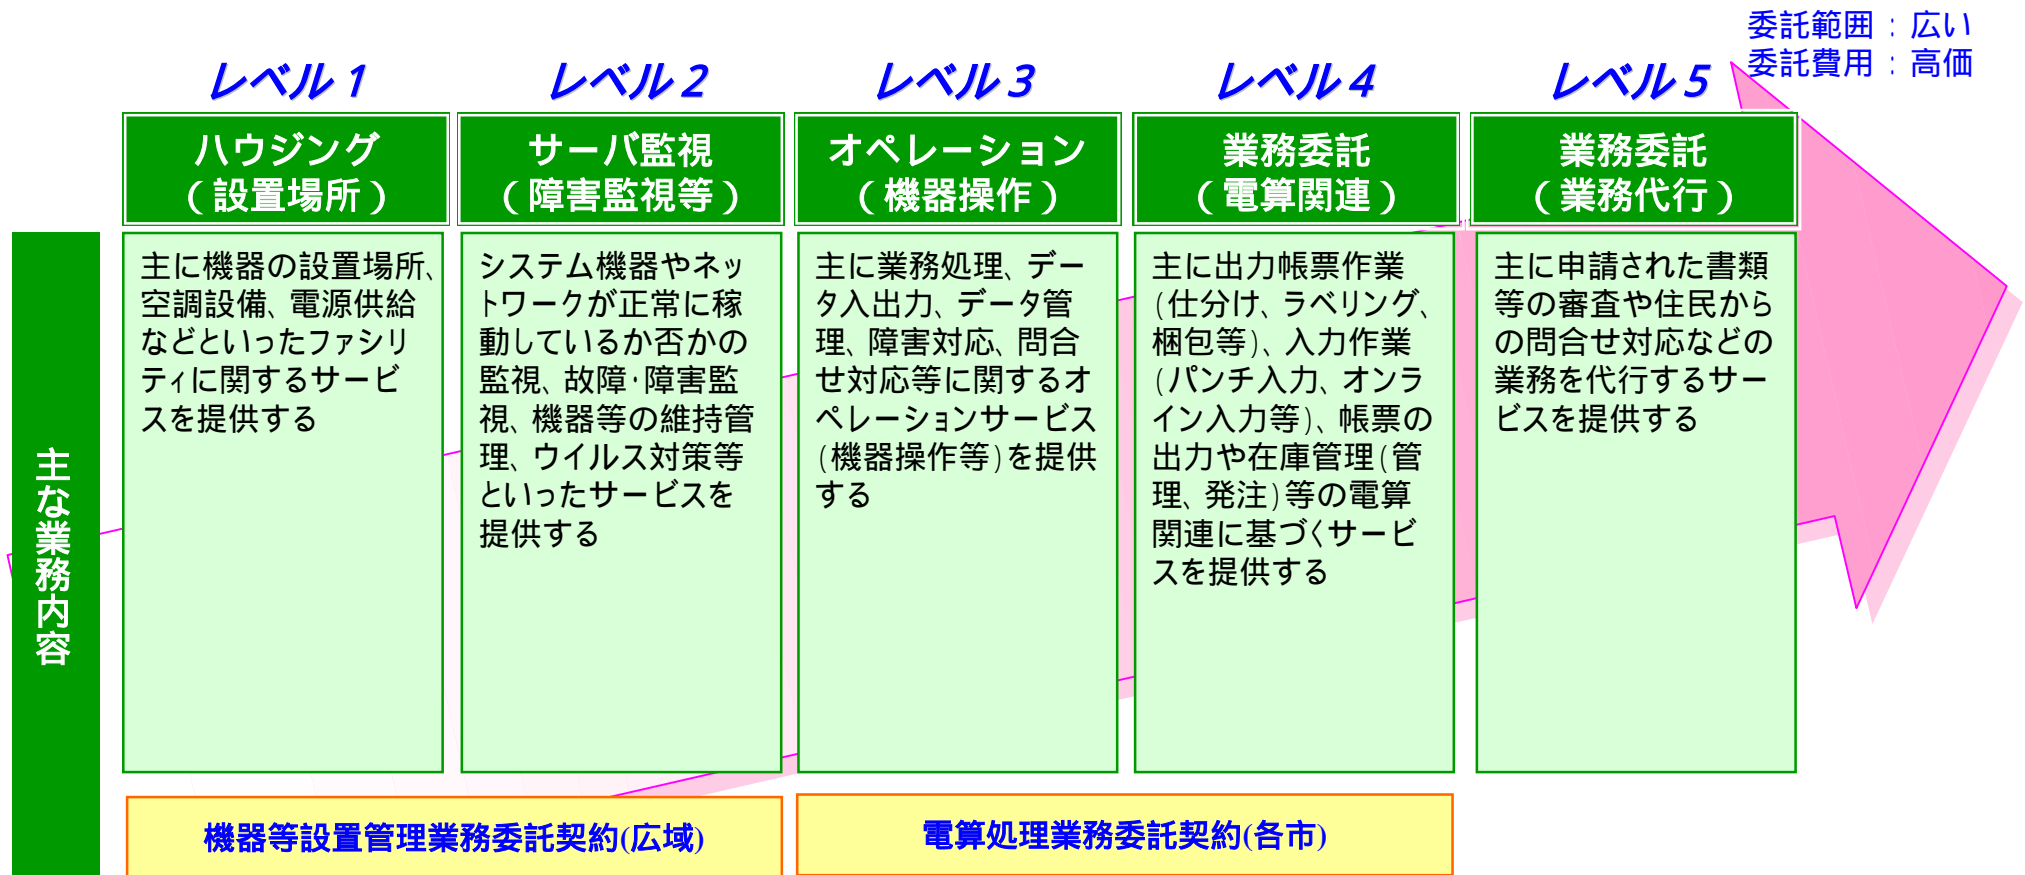 委託範囲：広い
委託費用：高価
レベル１
レベル２
レベル３
レベル４
レベル５
ハウジング
（設置場所）
サーバ監視
（障害監視等）
オペレーション
（機器操作）
業務委託
（電算関連）
業務委託
（業務代行）
主な業務内容
主に機器の設置場所、
空調設備、電源供給
などといったファシリ
ティに関するサービ
スを提供する
システム機器やネッ
トワークが正常に稼
動しているか否かの
監視、故障・障害監
視、機器等の維持管
理、ウイルス対策等
といったサービスを
提供する
主に業務処理、デー
タ入出力、データ管
理、障害対応、問合
せ対応等に関するオ
ペレーションサービス
(機器操作等)を提供
する
主に出力帳票作業
(仕分け、ラベリング、
梱包等)、入力作業
(パンチ入力、オンラ
イン入力等)、帳票の
出力や在庫管理(管
理、発注)等の電算
関連に基づくサービ
スを提供する
主に申請された書類
等の審査や住民から
の問合せ対応などの
業務を代行するサー
ビスを提供する
機器等設置管理業務委託契約(広域)
電算処理業務委託契約(各市)